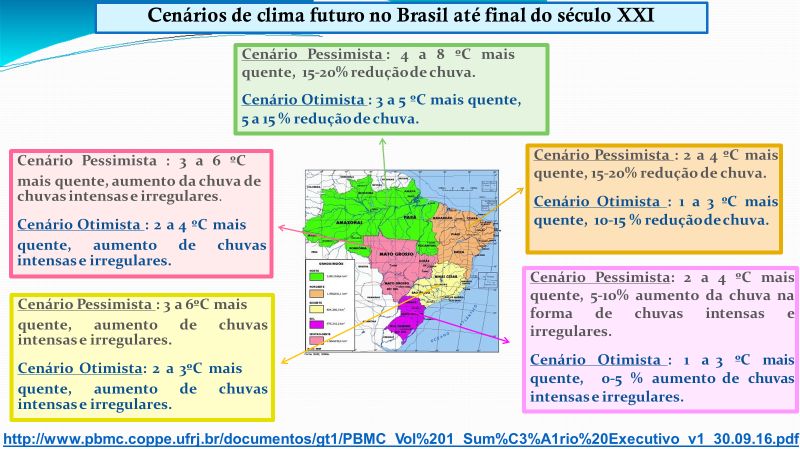 Cenários de clima futuro no Brasil até final do século XXI
Cenário Pessimista : 4 a 8 ºC mais
quente, 15-20% redução de chuva.
Cenário Otimista : 3 a 5 ºC mais quente,
5 a 15 % redução de chuva.
Cenário Pessimista : 3 a 6 ºC
mais quente, aumento da chuva de
chuvas intensas e irregulares.
Cenário Otimista : 2 a 4 ºC mais
quente, aumento de chuvas
intensas e irregulares.
Cenário Pessimista : 2 a 4 ºC mais
quente, 15-20% redução de chuva.
Cenário Otimista : 1 a 3 ºC mais
quente, 10-15 % redução de chuva.
AMAZONAS
PARÁ
MATO GROSSO
MINAS GERAIS
Cenário Pessimista : 3 a 6ºC mais
quente, aumento de chuvas
intensas e irregulares.
Cenário Otimista: 2 a 3ºC mais
quente, aumento de chuvas
intensas e irregulares.
Cenário Pessimista: 2 a 4 ºC mais
quente, 5-10% aumento da chuva na
forma de chuvas intensas e
irregulares.
Cenário Otimista : 1 a 3 ºC mais
quente, 0-5 % aumento de chuvas
intensas e irregulares.
http://www.pbmc.coppe.ufrj.br/documentos/gt1/PBMC_Vol%201_Sum%C3%A1rio%20Executivo_v1_30.09.16.pdf